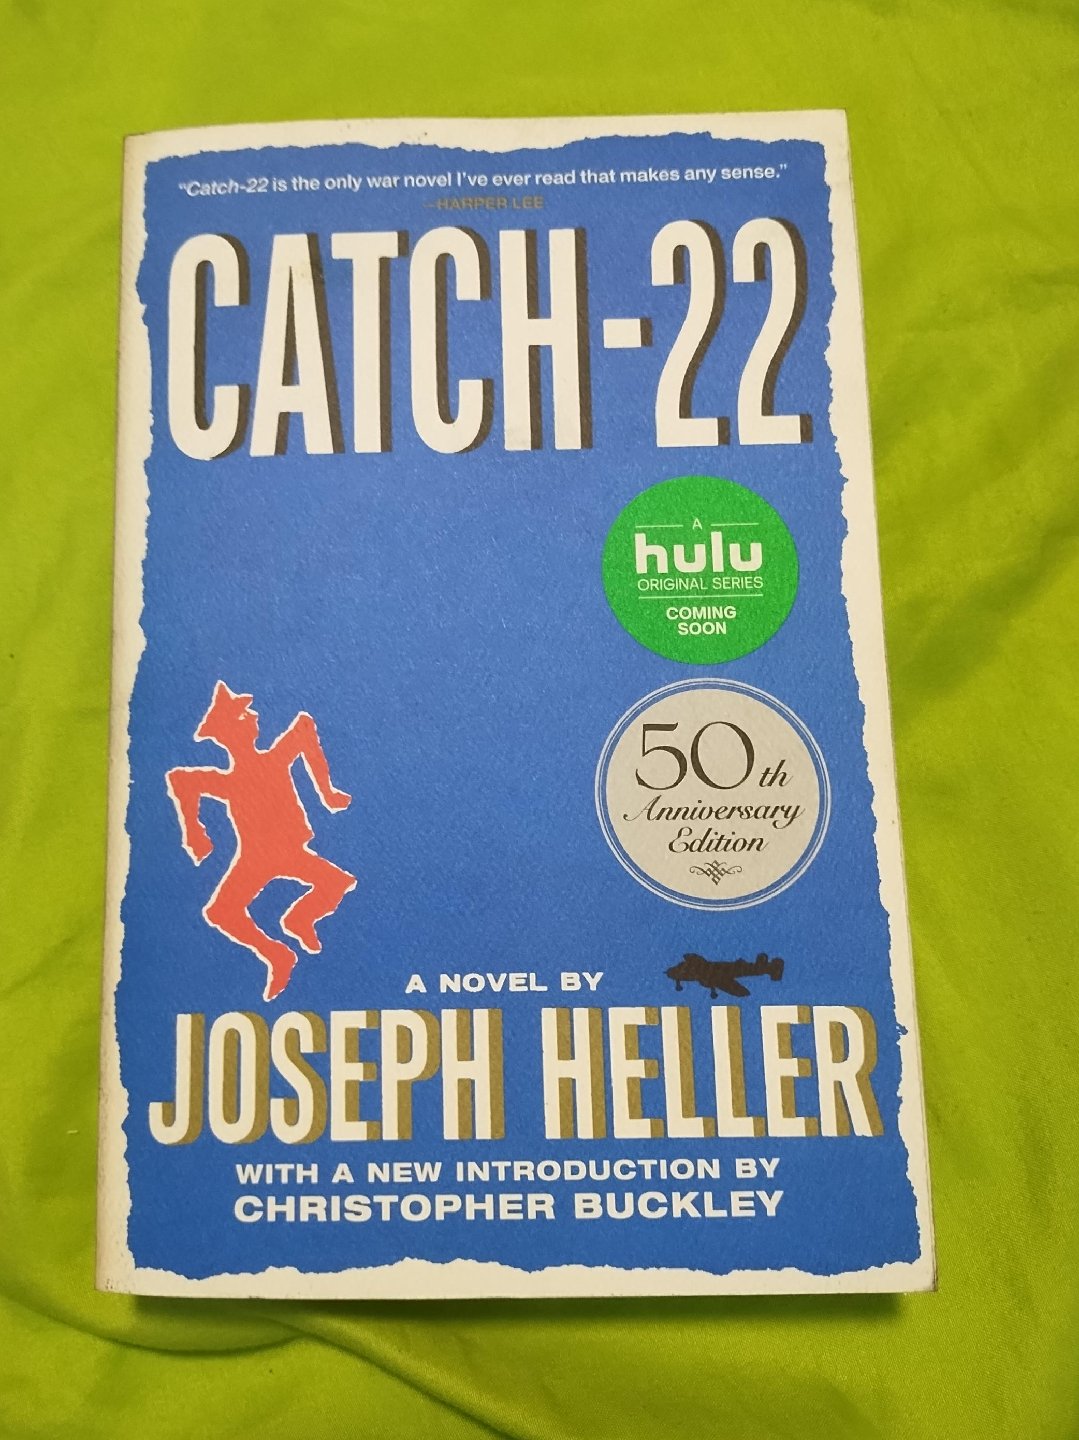 "Catch-22 is the only war novel I've ever read that makes any sense."
—HARPER LEE
CATCH-22
A
hulu
ORIGINAL SERIES
COMING
SOON
50th
Anniversary
Edition
A NOVEL BY
JOSEPH HELLER
WITH A NEW INTRODUCTION BY
CHRISTOPHER BUCKLEY